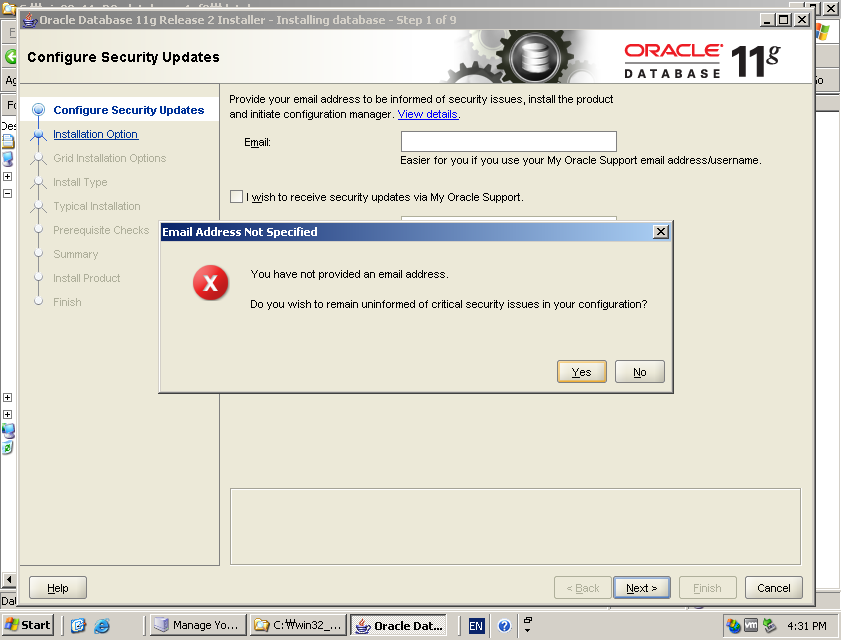 Oracle Database 11g Release 2 Installer - Installing database - Step 1 of 9
Configure Security Updates
ORACLE
DATABASE
11g
Configure Security Updates
Installation Option
Grid Installation Options
Install Type
Typical Installation
Prerequisite Checks
Summary
Install Product
Finish
Provide your email address to be informed of security issues, install the product
and initiate configuration manager. View details.
Email:
Easier for you if you use your My Oracle Support email address/username.
I wish to receive security updates via My Oracle Support.
Email Address Not Specified
You have not provided an email address.
Do you wish to remain uninformed of critical security issues in your configuration?
Yes
No
Help
< Back
Next >
Finish
Cancel
Start
Manage Yo...
C:₩win32_...
Oracle Dat...
EN
4:31 PM